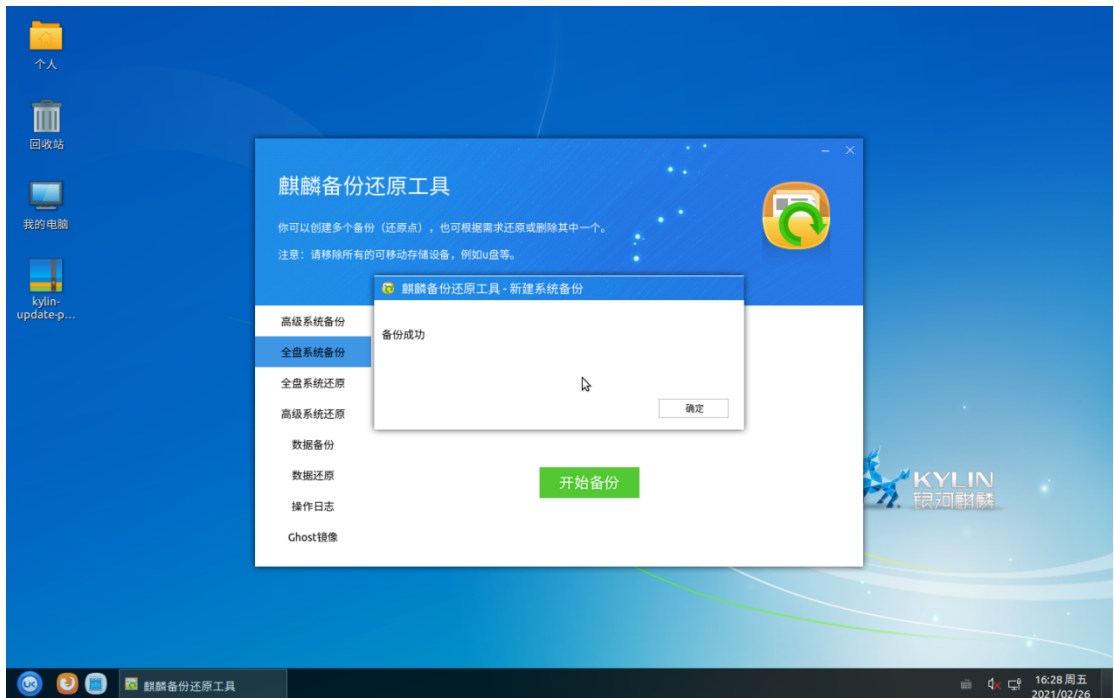 个人
回收站
我的电脑
kylin-
update-p...
麒麟备份还原工具
你可以创建多个备份（还原点），也可根据需求还原或删除其中一个。
注意：请移除所有的可移动存储设备，例如u盘等。
麒麟备份还原工具 - 新建系统备份
备份成功
确定
高级系统备份
全盘系统备份
全盘系统还原
高级系统还原
数据备份
数据还原
操作日志
Ghost镜像
开始备份
KYLIN
银河麒麟
UK
麒麟备份还原工具
16:28 周五
2021/02/26